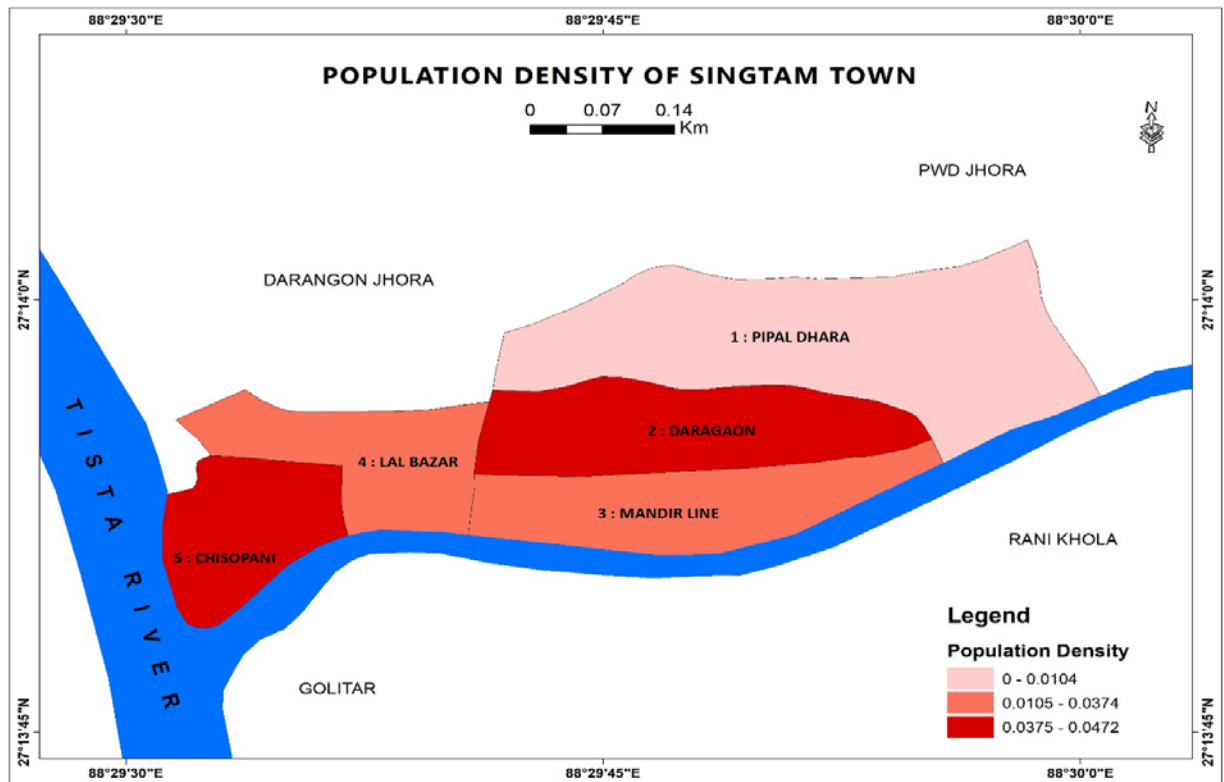 88°29'30"E 88°29'45"E 88°30'0"E
POPULATION DENSITY OF SINGTAM TOWN
0 0.07 0.14
Km
N
PWD JHORA
DARANGON JHORA
27°14'0"N 27°14'0"N
1 : PIPAL DHARA
2 : DARAGAON
4 : LAL BAZAR
3 : MANDIR LINE
TISTA RIVER
RANI KHOLA
5 : CHISOPANI
Legend
Population Density
GOLITAR
0 - 0.0104
0.0105 - 0.0374
0.0375 - 0.0472
27°13'45"N 27°13'45"N
88°29'30"E 88°29'45"E 88°30'0"E